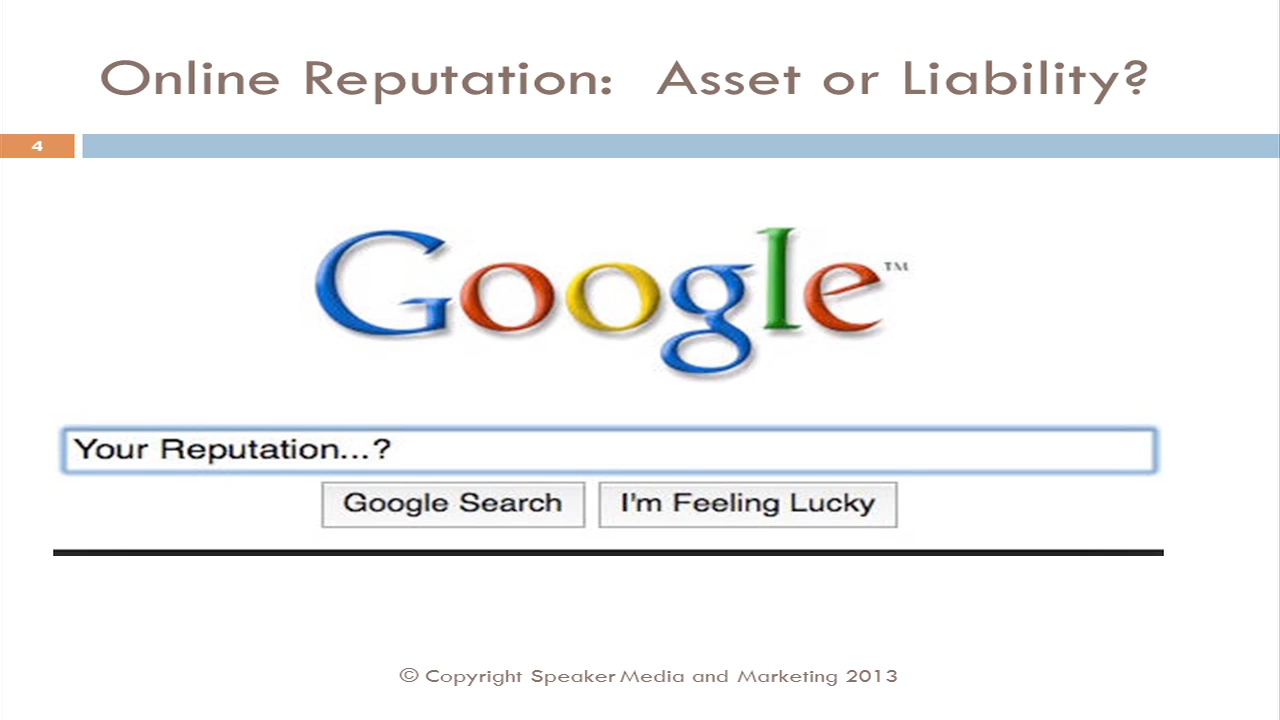 Online Reputation:  Asset or Liability?
4
Google™
Your Reputation...?
Google Search I'm Feeling Lucky
© Copyright Speaker Media and Marketing 2013